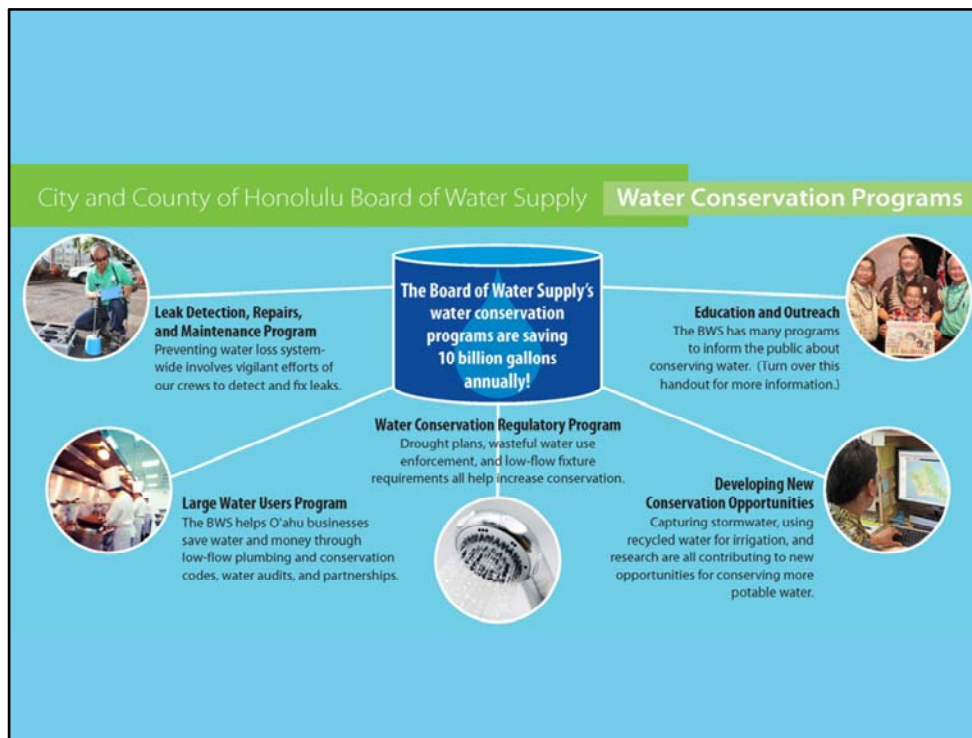 City and County of Honolulu Board of Water Supply Water Conservation Programs
The Board of Water Supply's
water conservation
programs are saving
10 billion gallons
annually!
Leak Detection, Repairs,
and Maintenance Program
Preventing water loss system-
wide involves vigilant efforts of
our crews to detect and fix leaks.
Education and Outreach
The BWS has many programs
to inform the public about
conserving water. (Turn over this
handout for more information.)
Water Conservation Regulatory Program
Drought plans, wasteful water use
enforcement, and low-flow fixture
requirements all help increase conservation.
Large Water Users Program
The BWS helps O'ahu businesses
save water and money through
low-flow plumbing and conservation
codes, water audits, and partnerships.
Developing New
Conservation Opportunities
Capturing stormwater, using
recycled water for irrigation, and
research are all contributing to new
opportunities for conserving more
potable water.